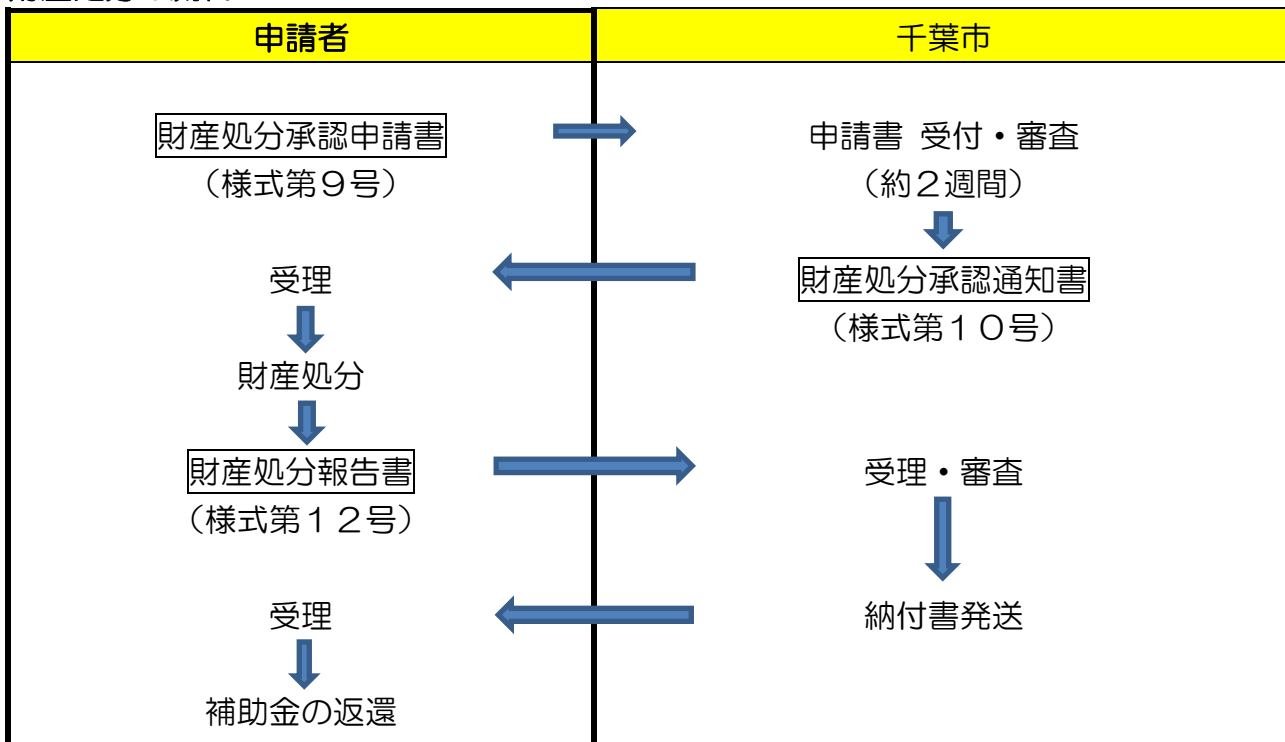 申請者
千葉市
財産処分承認申請書
(様式第9号)
申請書 受付・審査
(約2週間)
受理
財産処分承認通知書
(様式第10号)
財産処分
財産処分報告書
(様式第12号)
受理・審査
受理
納付書発送
補助金の返還